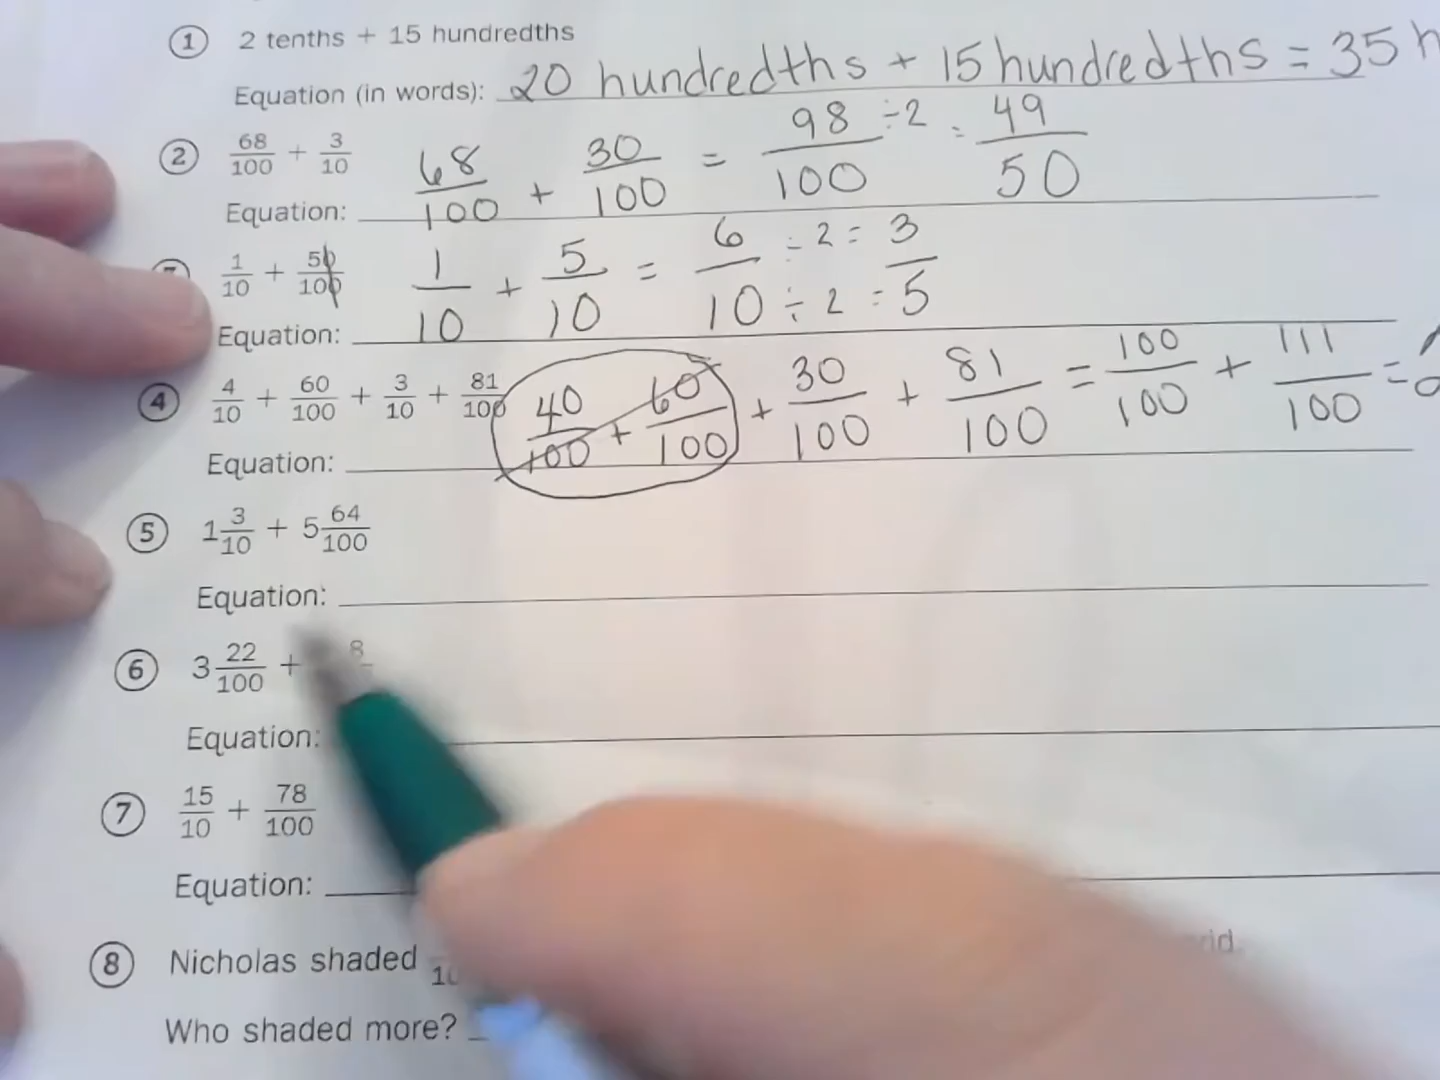 ① 2 tenths + 15 hundredths
Equation (in words): 20 hundredths + 15 hundredths = 35 h
② 68/100 + 3/10 68/100 + 30/100 = 98/100 ÷2 = 49/50
Equation:
1/10 + 50/100 1/10 + 5/10 = 6/10 ÷ 2 = 3 ÷ 2 = 5
Equation:
④ 4/10 + 60/100 + 3/10 + 81/100 40/100 + 60/100 + 30/100 + 81/100 = 100/100 + 111/100 =
Equation:
⑤ 1 3/10 + 5 64/100
Equation:
⑥ 3 22/100 + 8
Equation:
⑦ 15/10 + 78/100
Equation:
⑧ Nicholas shaded
Who shaded more?